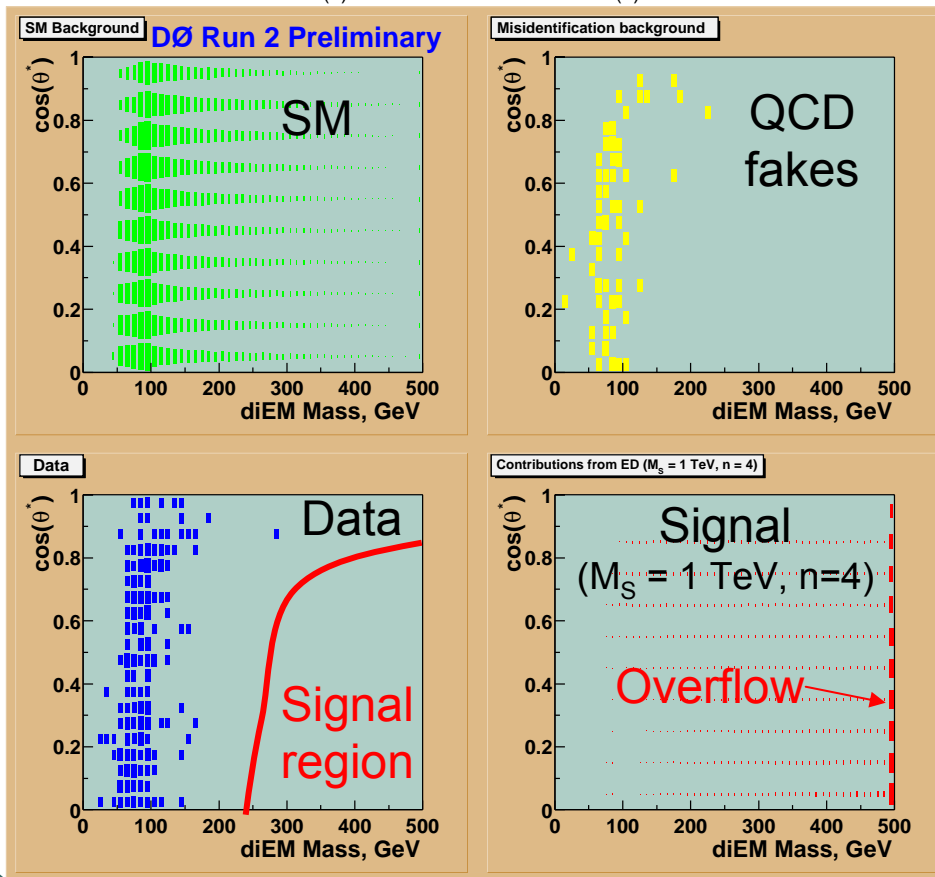 SM Background
DØ Run 2 Preliminary
cos(θ*)
1
0.8
0.6
0.4
0.2
0
SM
0 100 200 300 400 500
diEM Mass, GeV
Misidentification background
cos(θ*)
1
0.8
0.6
0.4
0.2
0
QCD
fakes
0 100 200 300 400 500
diEM Mass, GeV
Data
cos(θ*)
1
0.8
0.6
0.4
0.2
0
Data
Signal
region
0 100 200 300 400 500
diEM Mass, GeV
Contributions from ED (M_S = 1 TeV, n = 4)
cos(θ*)
1
0.8
0.6
0.4
0.2
0
Signal
(M_S = 1 TeV, n=4)
Overflow
0 100 200 300 400 500
diEM Mass, GeV